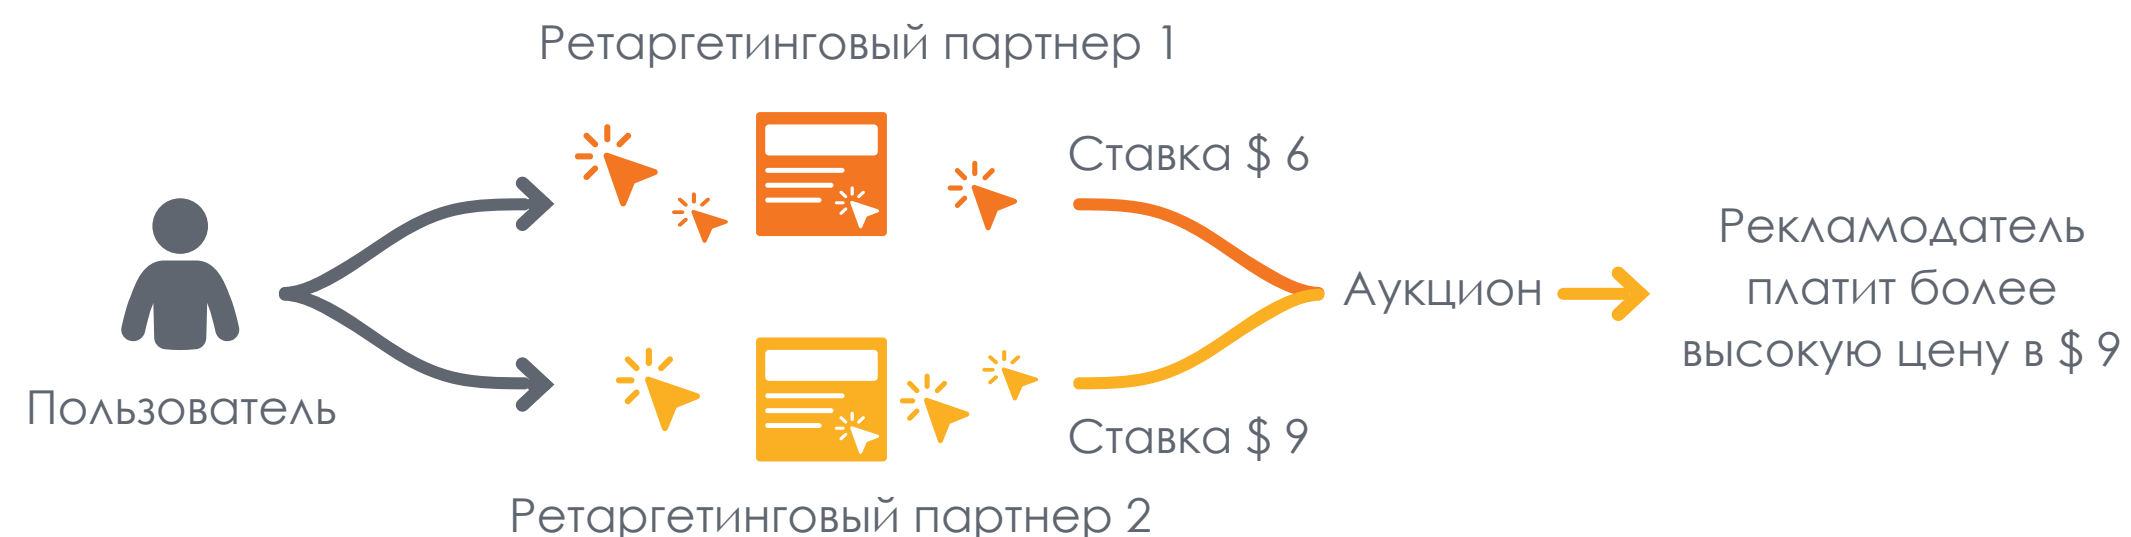 Ретаргетинговый партнер 1
Ставка $ 6
Пользователь
Аукцион
Рекламодатель
платит более
высокую цену в $ 9
Ставка $ 9
Ретаргетинговый партнер 2